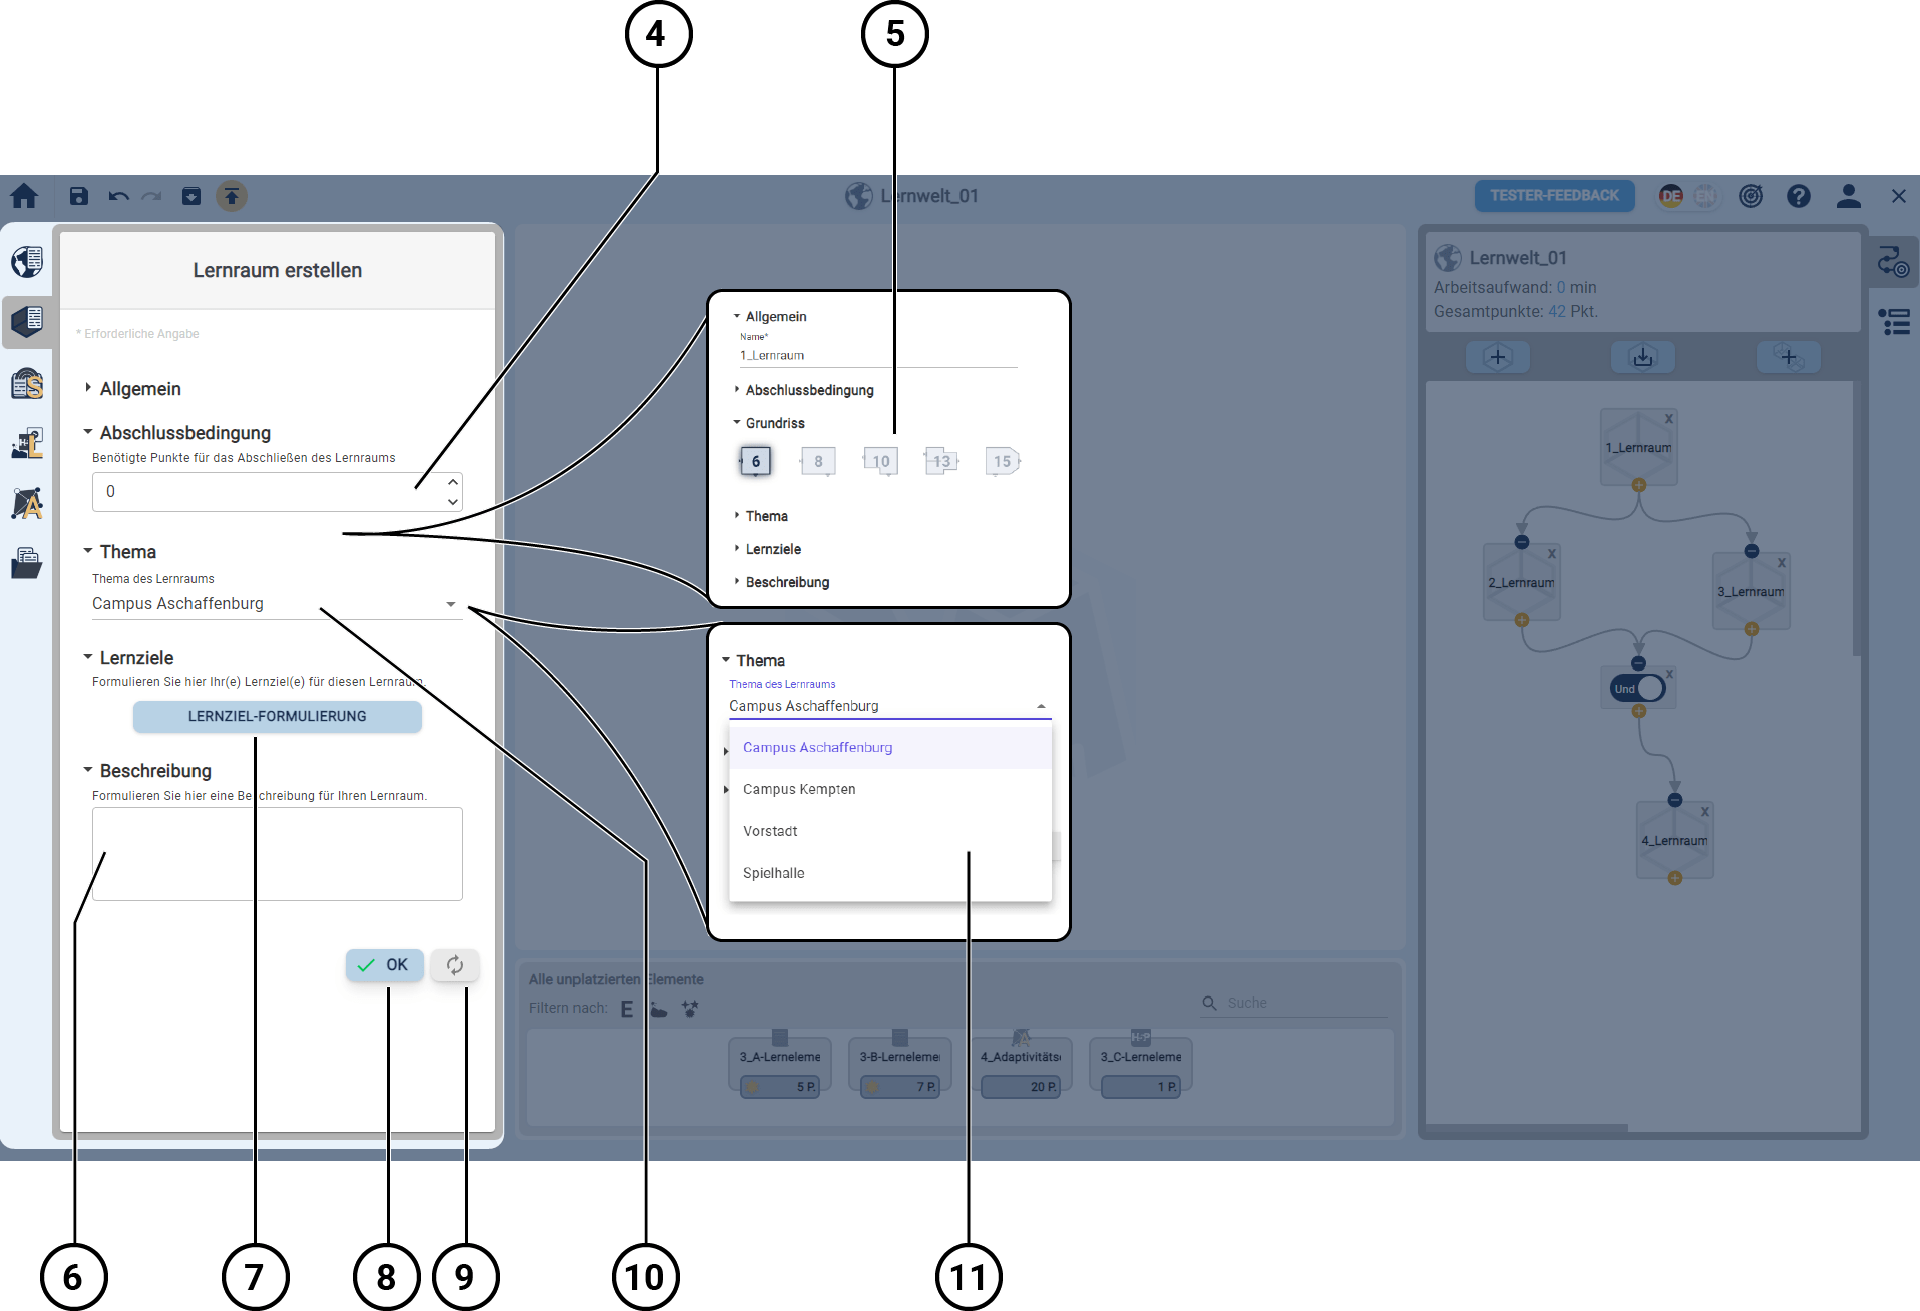 4
5
Lernwelt_01
TESTER-FEEDBACK
DE
EN
Lernraum erstellen
* Erforderliche Angabe
Allgemein
Abschlussbedingung
Benötigte Punkte für das Abschließen des Lernraums
0
Thema
Thema des Lernraums
Campus Aschaffenburg
Lernziele
Formulieren Sie hier Ihr(e) Lernziel(e) für diesen Lernraum.
LERNZIEL-FORMULIERUNG
Beschreibung
Formulieren Sie hier eine Beschreibung für Ihren Lernraum.
OK
Allgemein
Name*
1_Lernraum
Abschlussbedingung
Grundriss
6
8
10
13
15
Thema
Lernziele
Beschreibung
Thema
Thema des Lernraums
Campus Aschaffenburg
Campus Aschaffenburg
Campus Kempten
Vorstadt
Spielhalle
Alle unplatzierten Elemente
Filtern nach:
E
Suche
3_A-Lerneleme
5 P.
3-B-Lernelemen
7 P.
4_Adaptivitäts
20 P.
H-P
3_C-Lerneleme
1 P.
Lernwelt_01
Arbeitsaufwand: 0 min
Gesamtpunkte: 42 Pkt.
X
1_Lernraum
X
2_Lernraum
X
3_Lernraum
X
Und
X
4_Lernraum
6
7
8
9
10
11